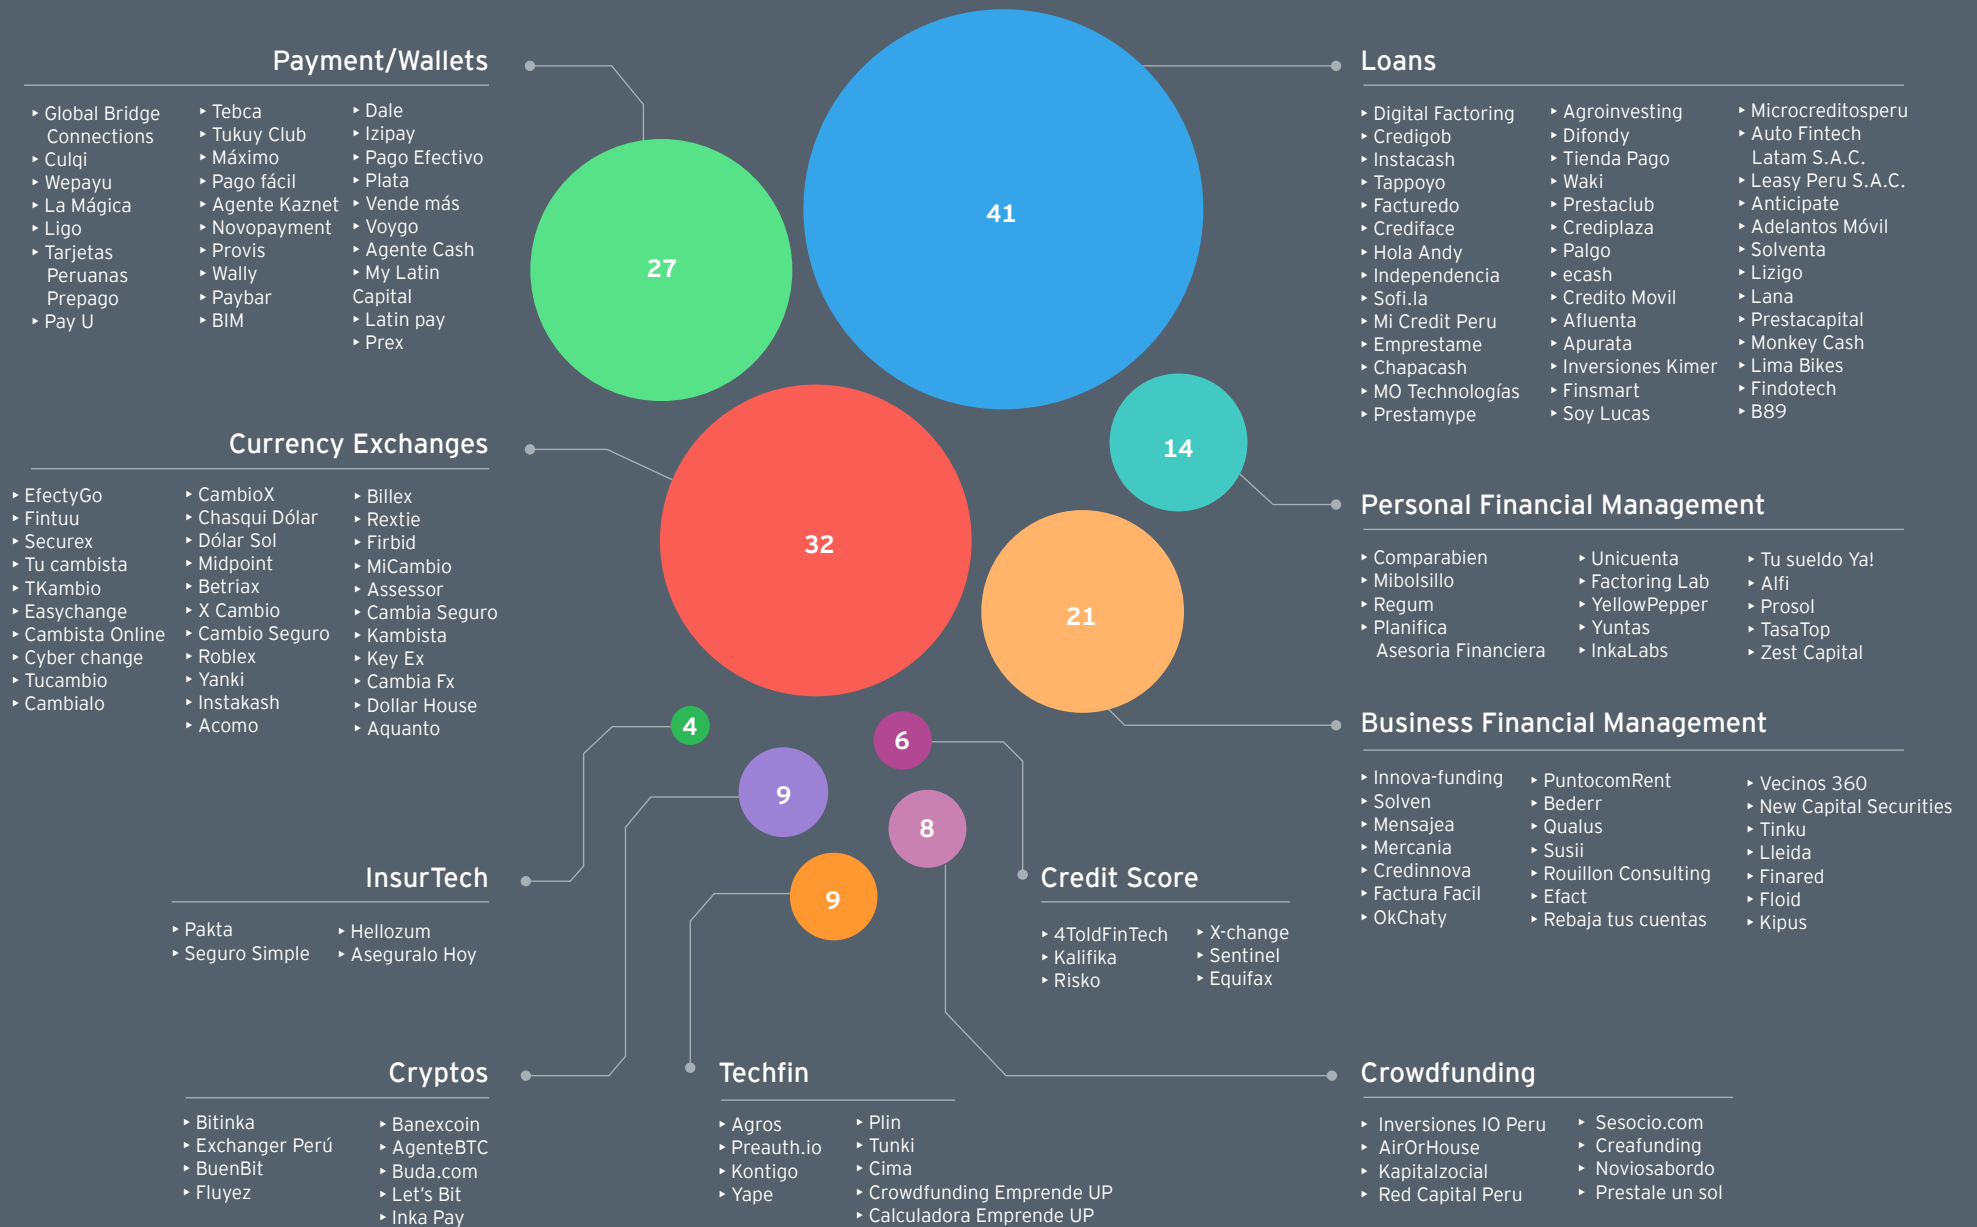 Payment/Wallets
‣ Global Bridge
Connections
‣ Culqi
‣ Wepayu
‣ La Mágica
‣ Ligo
‣ Tarjetas
Peruanas
Prepago
‣ Pay U
‣ Tebca
‣ Tukuy Club
‣ Máximo
‣ Pago fácil
‣ Agente Kaznet
‣ Novopayment
‣ Provis
‣ Wally
‣ Paybar
‣ BIM
‣ Dale
‣ Izipay
‣ Pago Efectivo
‣ Plata
‣ Vende más
‣ Voygo
‣ Agente Cash
‣ My Latin
Capital
‣ Latin pay
‣ Prex
27
41
Loans
‣ Digital Factoring
‣ Credigob
‣ Instacash
‣ Tappoyo
‣ Facturedo
‣ Crediface
‣ Hola Andy
‣ Independencia
‣ Sofi.la
‣ Mi Credit Peru
‣ Emprestame
‣ Chapacash
‣ MO Technologías
‣ Prestamype
‣ Agroinvesting
‣ Difondy
‣ Tienda Pago
‣ Waki
‣ Prestaclub
‣ Crediplaza
‣ Palgo
‣ ecash
‣ Credito Movil
‣ Afluenta
‣ Apurata
‣ Inversiones Kimer
‣ Finsmart
‣ Soy Lucas
‣ Microcreditosperu
‣ Auto Fintech
Latam S.A.C.
‣ Leasy Peru S.A.C.
‣ Anticipate
‣ Adelantos Móvil
‣ Solventa
‣ Lizigo
‣ Lana
‣ Prestacapital
‣ Monkey Cash
‣ Lima Bikes
‣ Findotech
‣ B89
Currency Exchanges
‣ EfectyGo
‣ Fintuu
‣ Securex
‣ Tu cambista
‣ TKambio
‣ Easychange
‣ Cambista Online
‣ Cyber change
‣ Tucambio
‣ Cambialo
‣ CambioX
‣ Chasqui Dólar
‣ Dólar Sol
‣ Midpoint
‣ Betriax
‣ X Cambio
‣ Cambio Seguro
‣ Roblex
‣ Yanki
‣ Instakash
‣ Acomo
‣ Billex
‣ Rextie
‣ Firbid
‣ MiCambio
‣ Assessor
‣ Cambia Seguro
‣ Kambista
‣ Key Ex
‣ Cambia Fx
‣ Dollar House
‣ Aquanto
32
14
Personal Financial Management
‣ Comparabien
‣ Mibolsillo
‣ Regum
‣ Planifica
Asesoria Financiera
‣ Unicuenta
‣ Factoring Lab
‣ YellowPepper
‣ Yuntas
‣ InkaLabs
‣ Tu sueldo Ya!
‣ Alfi
‣ Prosol
‣ TasaTop
‣ Zest Capital
21
Business Financial Management
‣ Innova-funding
‣ Solven
‣ Mensajea
‣ Mercania
‣ Credinnova
‣ Factura Facil
‣ OkChaty
‣ PuntocomRent
‣ Bederr
‣ Qualus
‣ Susii
‣ Rouillon Consulting
‣ Efact
‣ Rebaja tus cuentas
‣ Vecinos 360
‣ New Capital Securities
‣ Tinku
‣ Lleida
‣ Finared
‣ Floid
‣ Kipus
4
6
9
8
9
InsurTech
‣ Pakta
‣ Seguro Simple
‣ Hellozum
‣ Aseguralo Hoy
Credit Score
‣ 4ToldFinTech
‣ Kalifika
‣ Risko
‣ X-change
‣ Sentinel
‣ Equifax
Cryptos
‣ Bitinka
‣ Exchanger Perú
‣ BuenBit
‣ Fluyez
‣ Banexcoin
‣ AgenteBTC
‣ Buda.com
‣ Let's Bit
‣ Inka Pay
Techfin
‣ Agros
‣ Preauth.io
‣ Kontigo
‣ Yape
‣ Plin
‣ Tunki
‣ Cima
‣ Crowdfunding Emprende UP
‣ Calculadora Emprende UP
Crowdfunding
‣ Inversiones IO Peru
‣ AirOrHouse
‣ Kapitalzocial
‣ Red Capital Peru
‣ Sesocio.com
‣ Creafunding
‣ Noviosabordo
‣ Prestale un sol